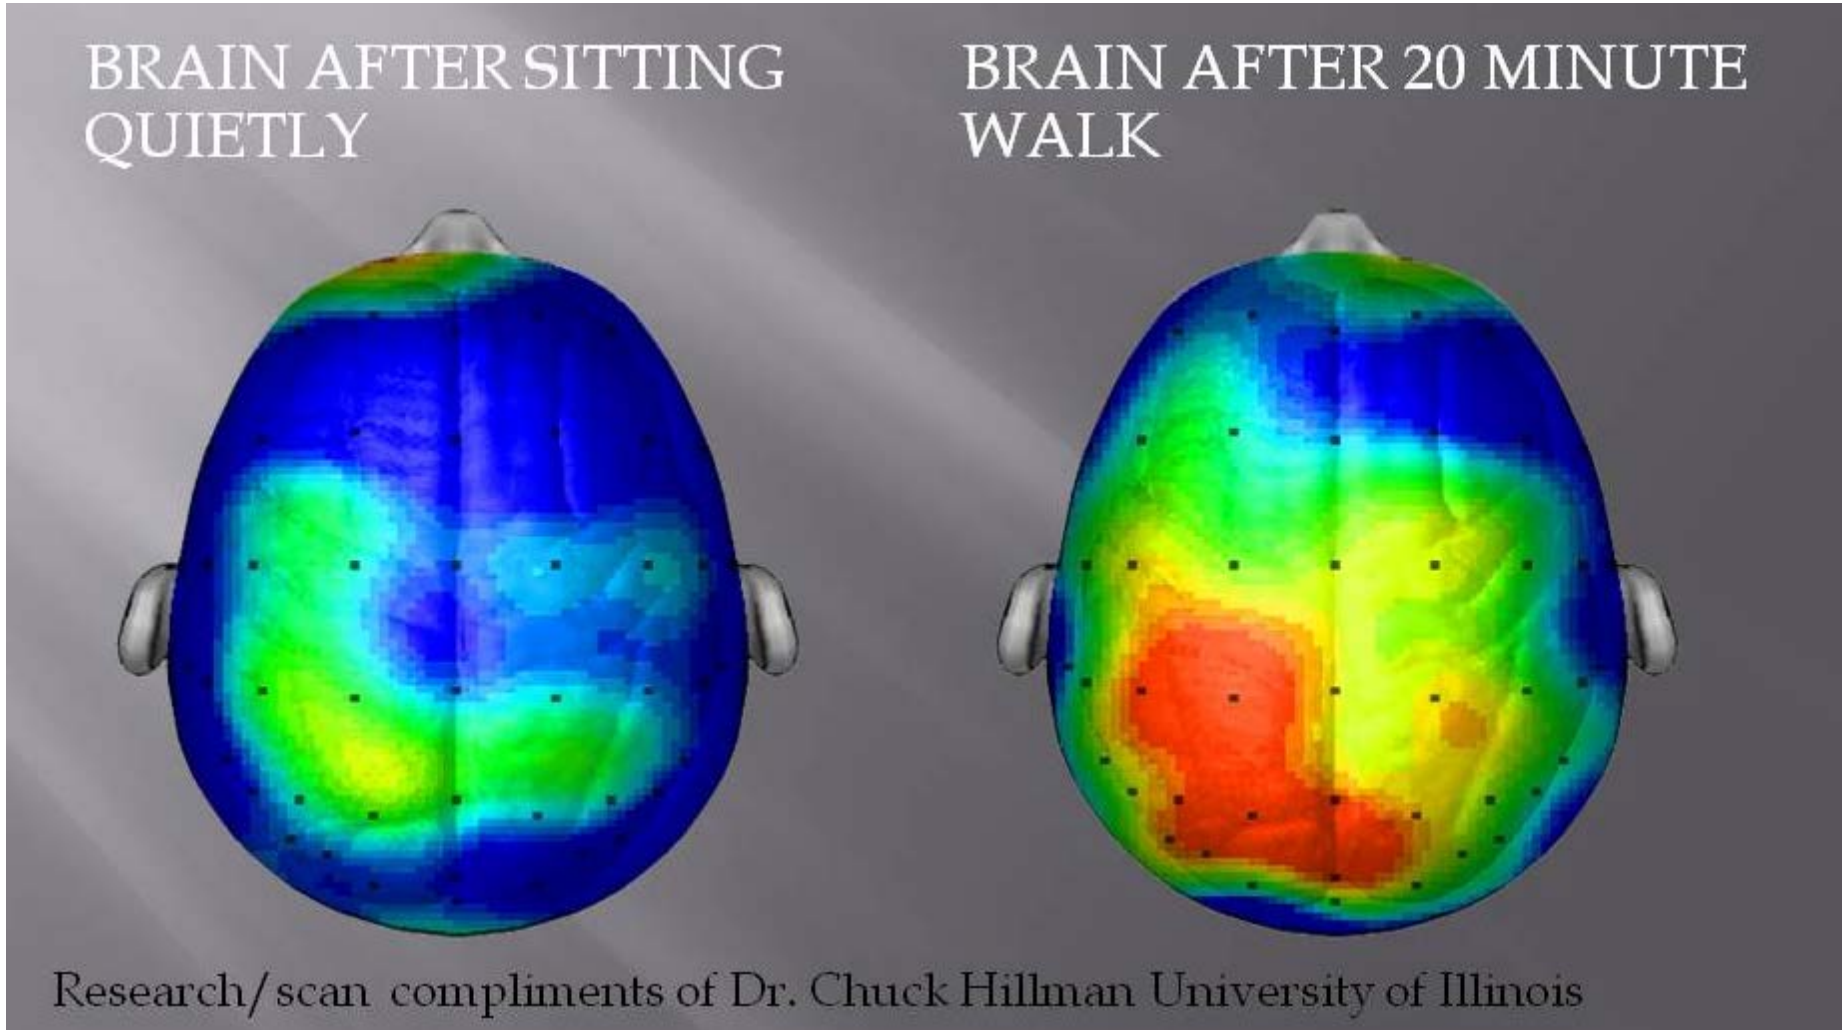 BRAIN AFTER SITTING
QUIETLY
BRAIN AFTER 20 MINUTE
WALK
Research/scan compliments of Dr. Chuck Hillman University of Illinois